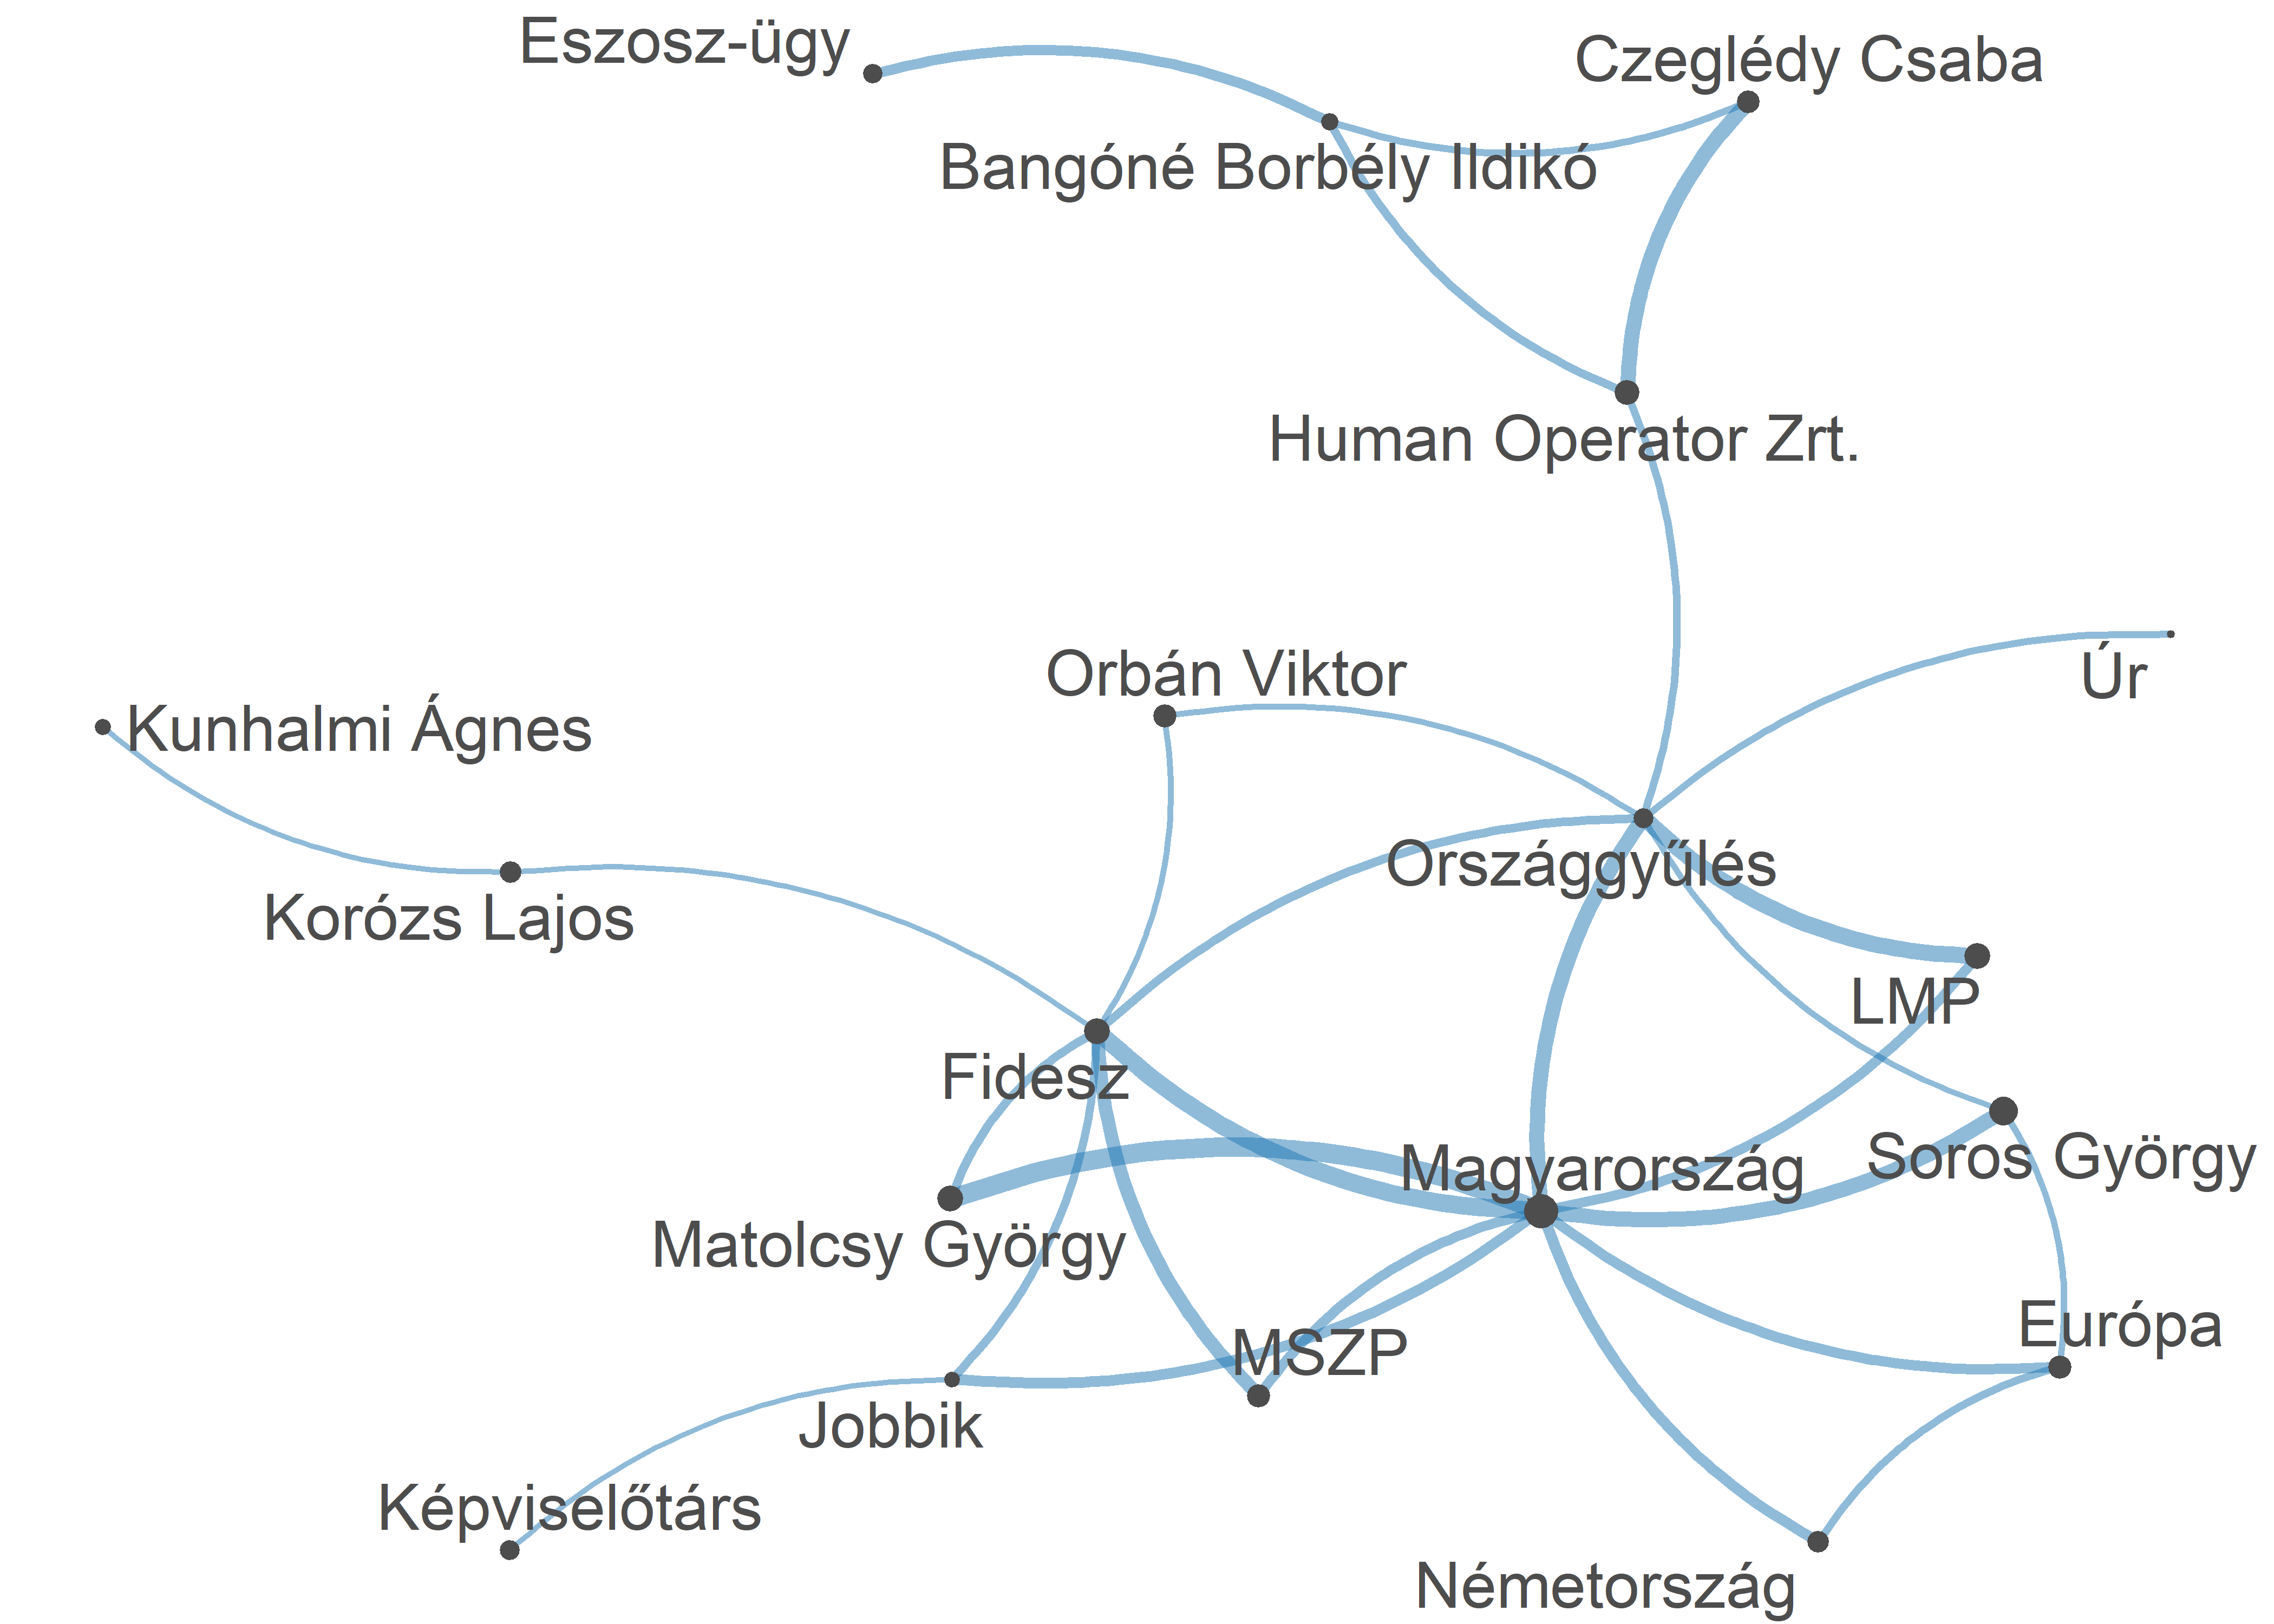 Eszosz-ügy
Czeglédy Csaba
Bangóné Borbély Ildikó
Human Operator Zrt.
Orbán Viktor
Úr
Kunhalmi Ágnes
Országgyűlés
Korózs Lajos
LMP
Fidesz
Magyarország
Soros György
Matolcsy György
Európa
MSZP
Jobbik
Képviselőtárs
Németország